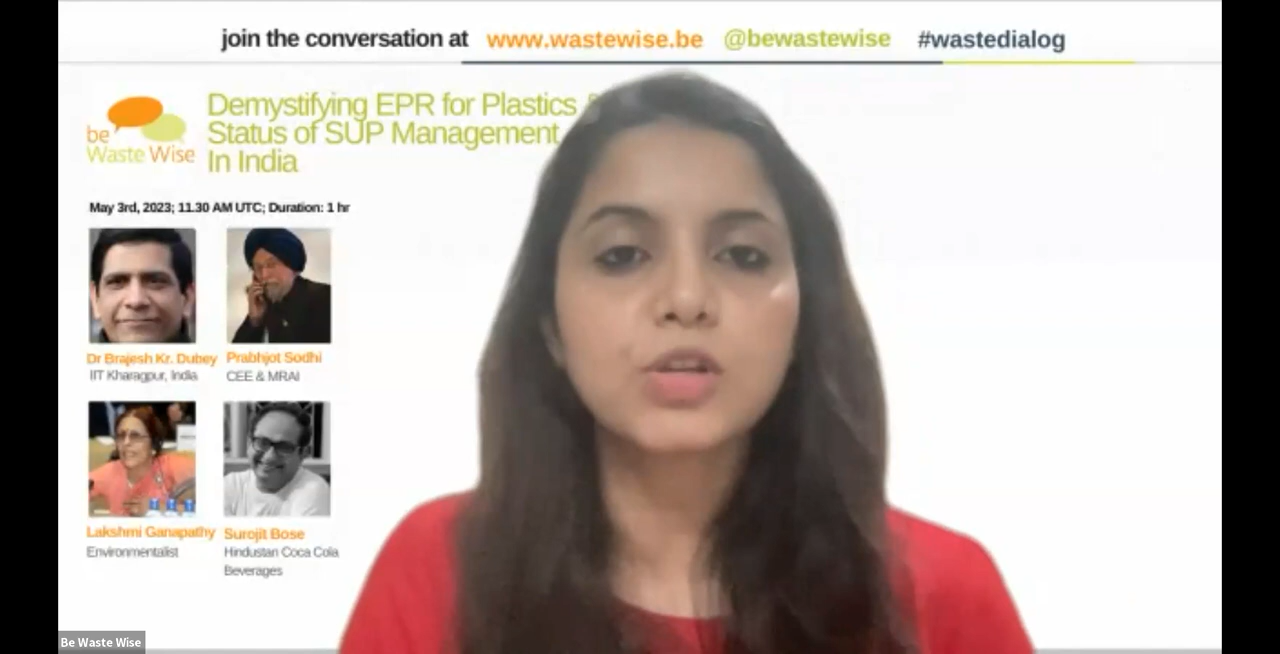 join the conversation at www.wastewise.be @bewastewise #wastedialog
be
Waste Wise
Demystifying EPR for Plastics &
Status of SUP Management
In India
May 3rd, 2023; 11.30 AM UTC; Duration: 1 hr
Dr Brajesh Kr. Dubey
IIT Kharagpur, India
Prabhjot Sodhi
CEE & MRAI
Lakshmi Ganapathy
Environmentalist
Surojit Bose
Hindustan Coca Cola
Beverages
Be Waste Wise